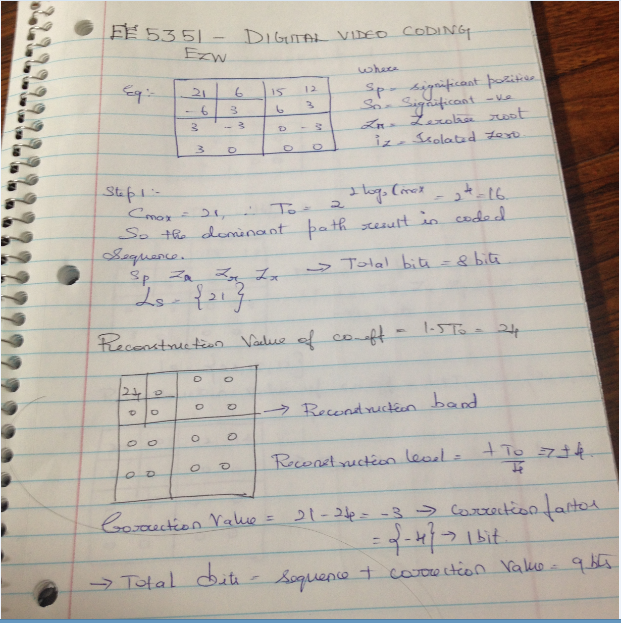 EE 5351 - DIGITAL VIDEO CODING
EZW
Eg:-
21 6 15 12
-6 3 6 3
3 -3 0 -3
3 0 0 0
where
Sp = Significant positive
Sn = Significant -ve
Zr = Zerotree root
iz = Isolated zero.
Step 1:-
Cmax = 21, ∴ T0 = 2^⌊log2 Cmax⌋ = 2^4 = 16
So the dominant path result in coded
Sequence.
Sp Zr Zr Zr → Total bits = 8 bits
Ls = {21}
Reconstruction Value of co-eff = 1.5T0 = 24
24 0 0 0
0 0 0 0
0 0 0 0
0 0 0 0
→ Reconstruction band
Reconstruction level = ± T0/4 ⇒ ±4.
Correction Value = 21-24 = -3 → Correction factor
= {-4} → 1 bit.
→ Total bits = sequence + correction value = 9 bits